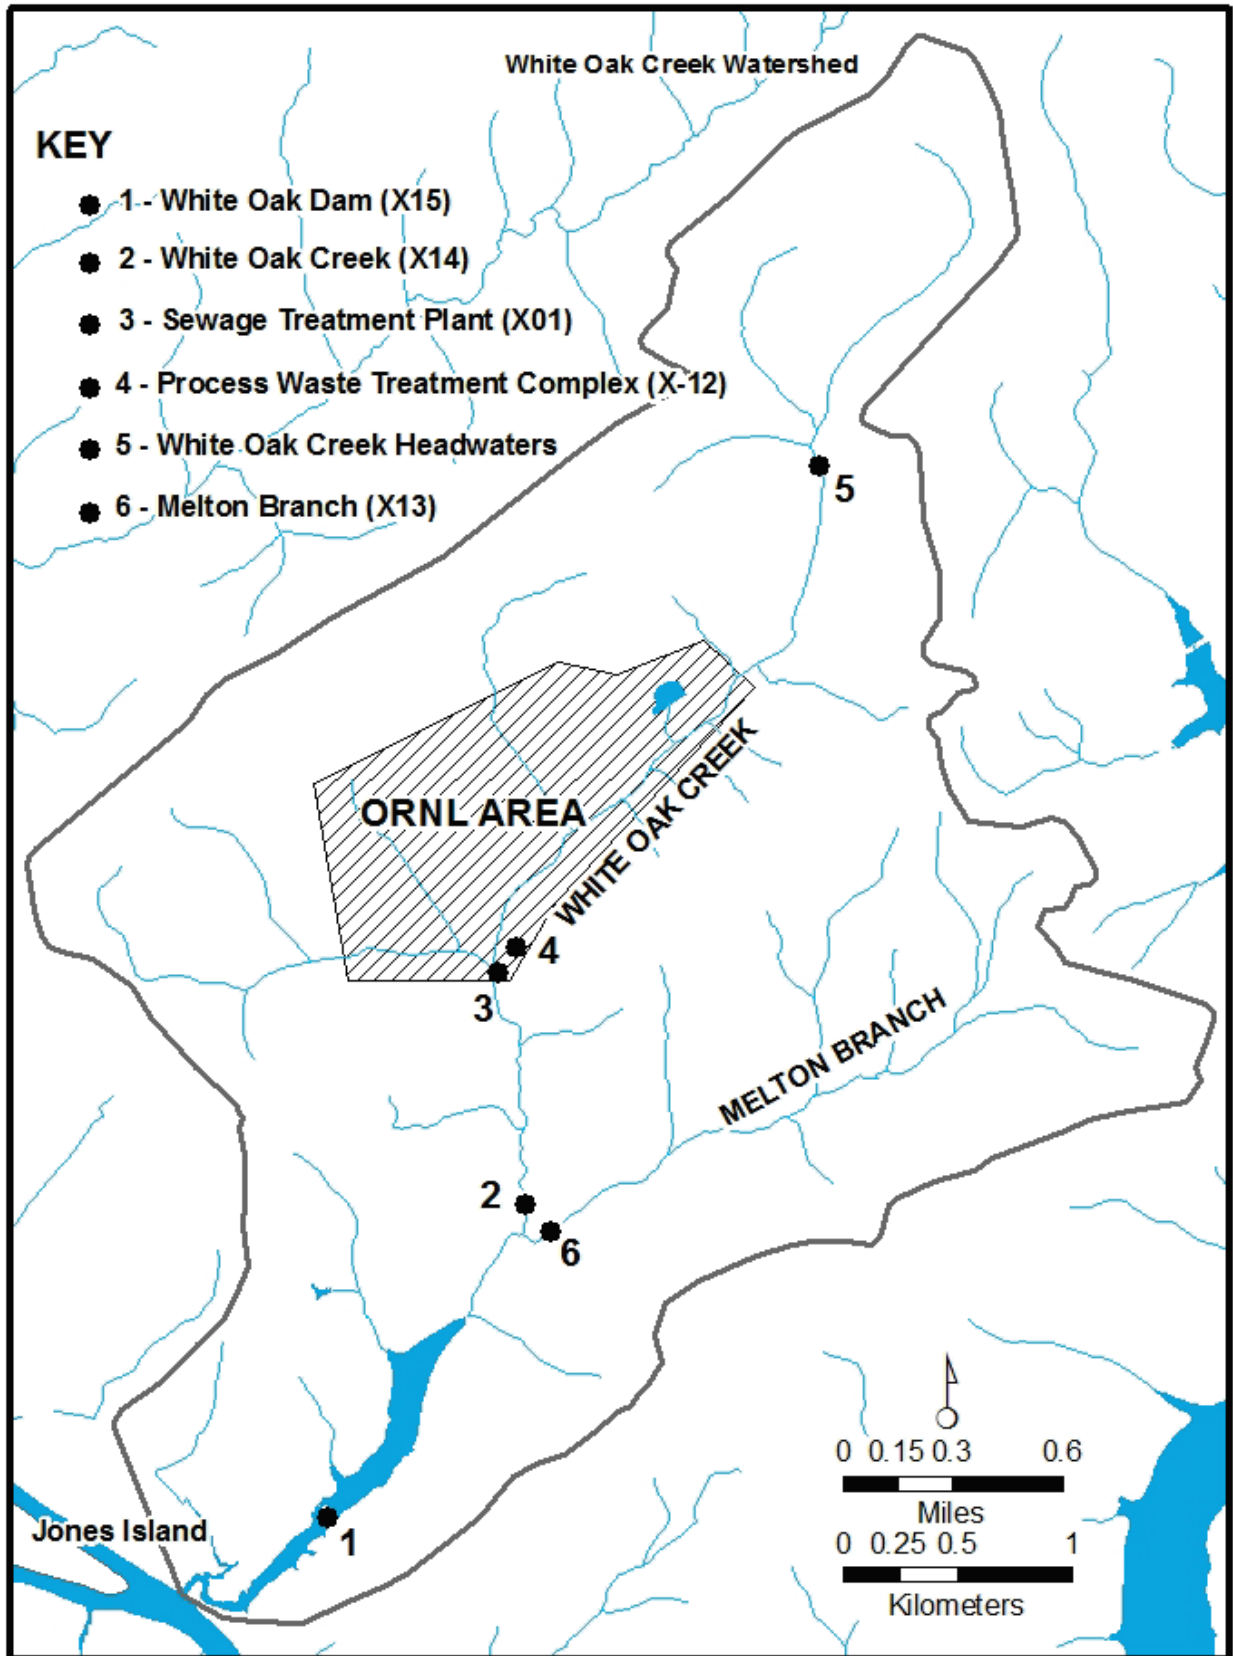 White Oak Creek Watershed
KEY
1 - White Oak Dam (X15)
2 - White Oak Creek (X14)
3 - Sewage Treatment Plant (X01)
4 - Process Waste Treatment Complex (X-12)
5 - White Oak Creek Headwaters
6 - Melton Branch (X13)
5
ORNL AREA
WHITE OAK CREEK
4
3
MELTON BRANCH
2
6
1
Jones Island
0 0.15 0.3 0.6
Miles
0 0.25 0.5 1
Kilometers